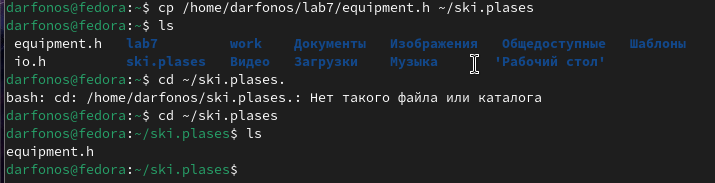 darfonos@fedora:~$ cp /home/darfonos/lab7/equipment.h ~/ski.plases
darfonos@fedora:~$ ls
equipment.h lab7 work Документы Изображения Общедоступные Шаблоны
io.h ski.plases Видео Загрузки Музыка 'Рабочий стол'
darfonos@fedora:~$ cd ~/ski.plases.
bash: cd: /home/darfonos/ski.plases.: Нет такого файла или каталога
darfonos@fedora:~$ cd ~/ski.plases
darfonos@fedora:~/ski.plases$ ls
equipment.h
darfonos@fedora:~/ski.plases$